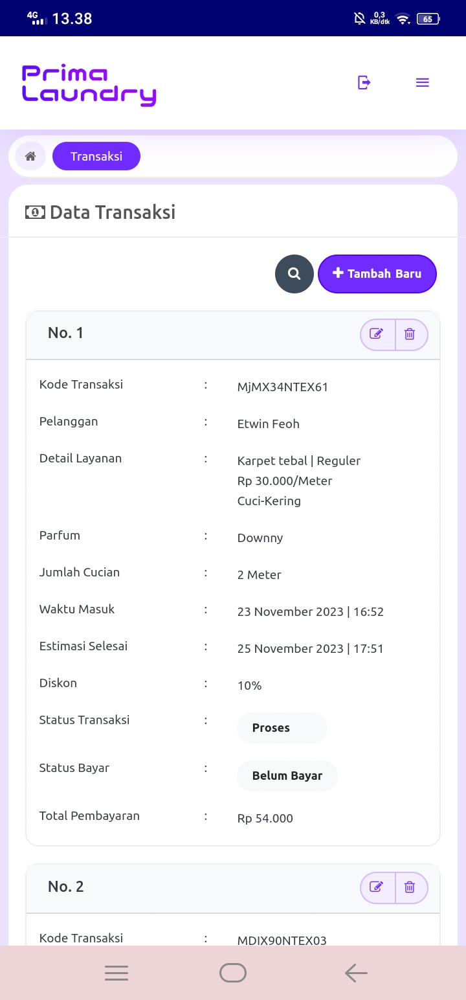 4G 13.38 0,3 KB/dtk 65
Prima
Laundry
Transaksi
Data Transaksi
Tambah Baru
No. 1
Kode Transaksi : MjMX34NTEX61
Pelanggan : Etwin Feoh
Detail Layanan : Karpet tebal | Reguler
Rp 30.000/Meter
Cuci-Kering
Parfum : Downny
Jumlah Cucian : 2 Meter
Waktu Masuk : 23 November 2023 | 16:52
Estimasi Selesai : 25 November 2023 | 17:51
Diskon : 10%
Status Transaksi : Proses
Status Bayar : Belum Bayar
Total Pembayaran : Rp 54.000
No. 2
Kode Transaksi : MDIX90NTEX03